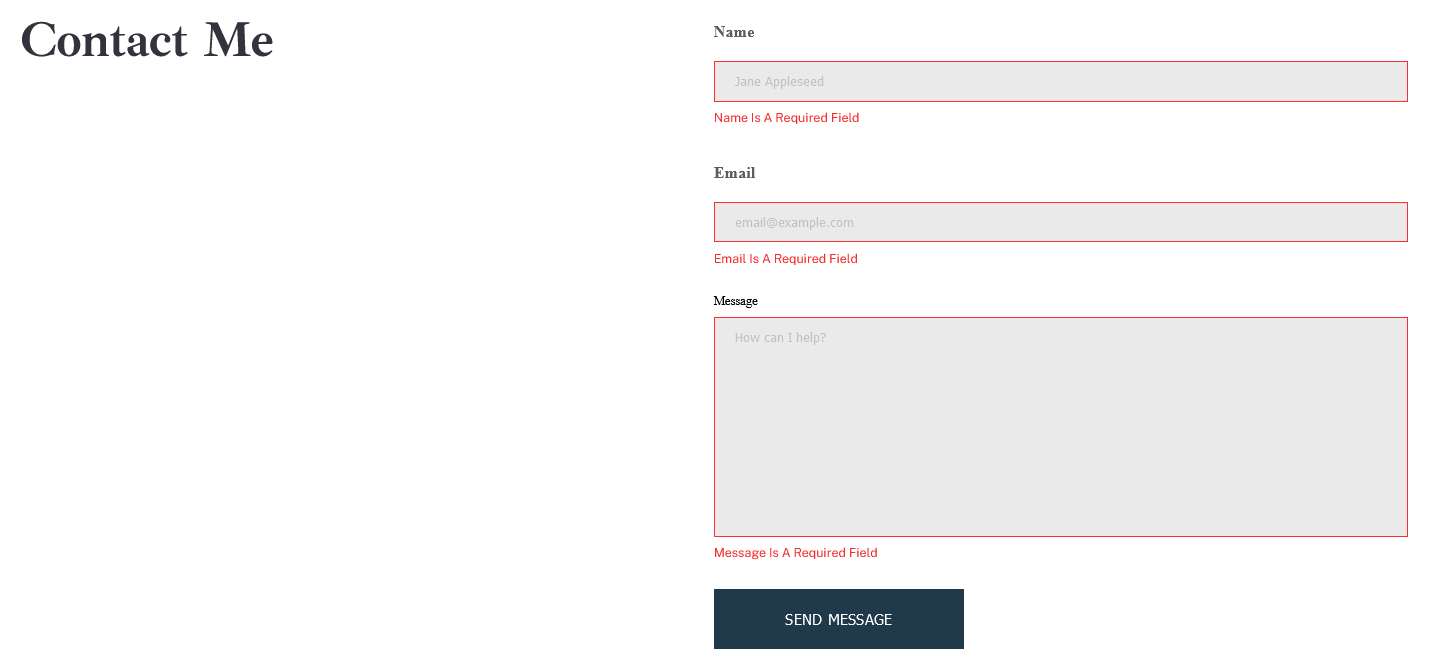 Contact Me
Name
Jane Appleseed
Name Is A Required Field
Email
email@example.com
Email Is A Required Field
Message
How can I help?
Message Is A Required Field
SEND MESSAGE